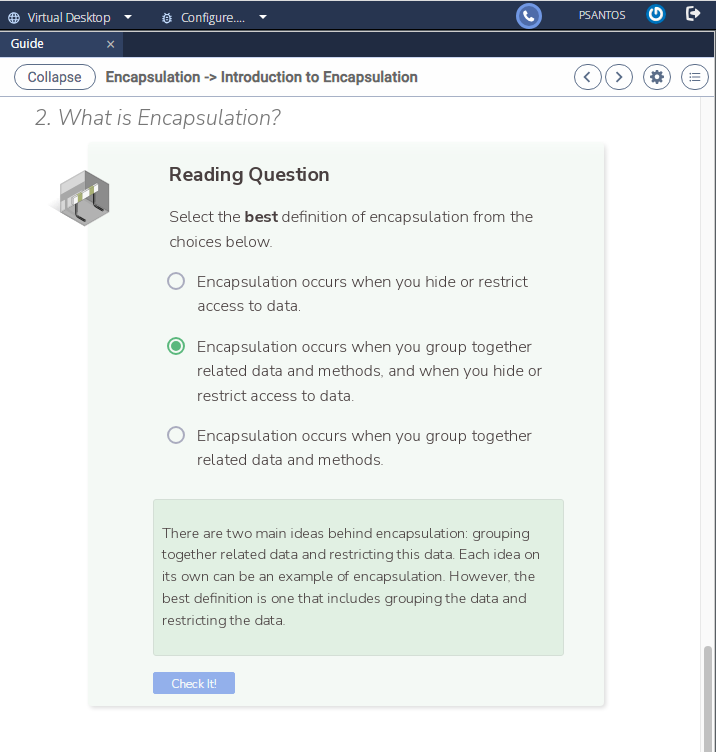 Virtual Desktop
Configure....
PSANTOS
Guide
Collapse
Encapsulation -> Introduction to Encapsulation
2. What is Encapsulation?
Reading Question
Select the best definition of encapsulation from the
choices below.
Encapsulation occurs when you hide or restrict
access to data.
Encapsulation occurs when you group together
related data and methods, and when you hide or
restrict access to data.
Encapsulation occurs when you group together
related data and methods.
There are two main ideas behind encapsulation: grouping
together related data and restricting this data. Each idea on
its own can be an example of encapsulation. However, the
best definition is one that includes grouping the data and
restricting the data.
Check It!